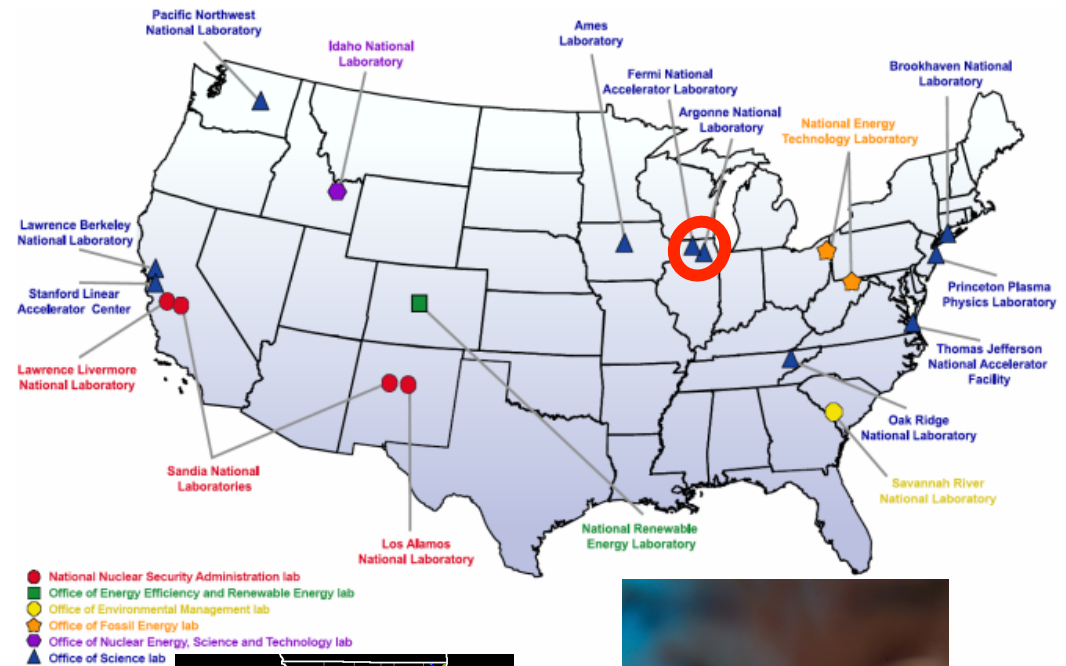 Pacific Northwest
National Laboratory
Idaho National
Laboratory
Ames
Laboratory
Fermi National
Accelerator Laboratory
Argonne National
Laboratory
Brookhaven National
Laboratory
National Energy
Technology Laboratory
Lawrence Berkeley
National Laboratory
Stanford Linear
Accelerator Center
Lawrence Livermore
National Laboratory
Princeton Plasma
Physics Laboratory
Thomas Jefferson
National Accelerator
Facility
Oak Ridge
National Laboratory
Sandia National
Laboratories
Savannah River
National Laboratory
Los Alamos
National Laboratory
National Renewable
Energy Laboratory
National Nuclear Security Administration lab
Office of Energy Efficiency and Renewable Energy lab
Office of Environmental Management lab
Office of Fossil Energy lab
Office of Nuclear Energy, Science and Technology lab
Office of Science lab